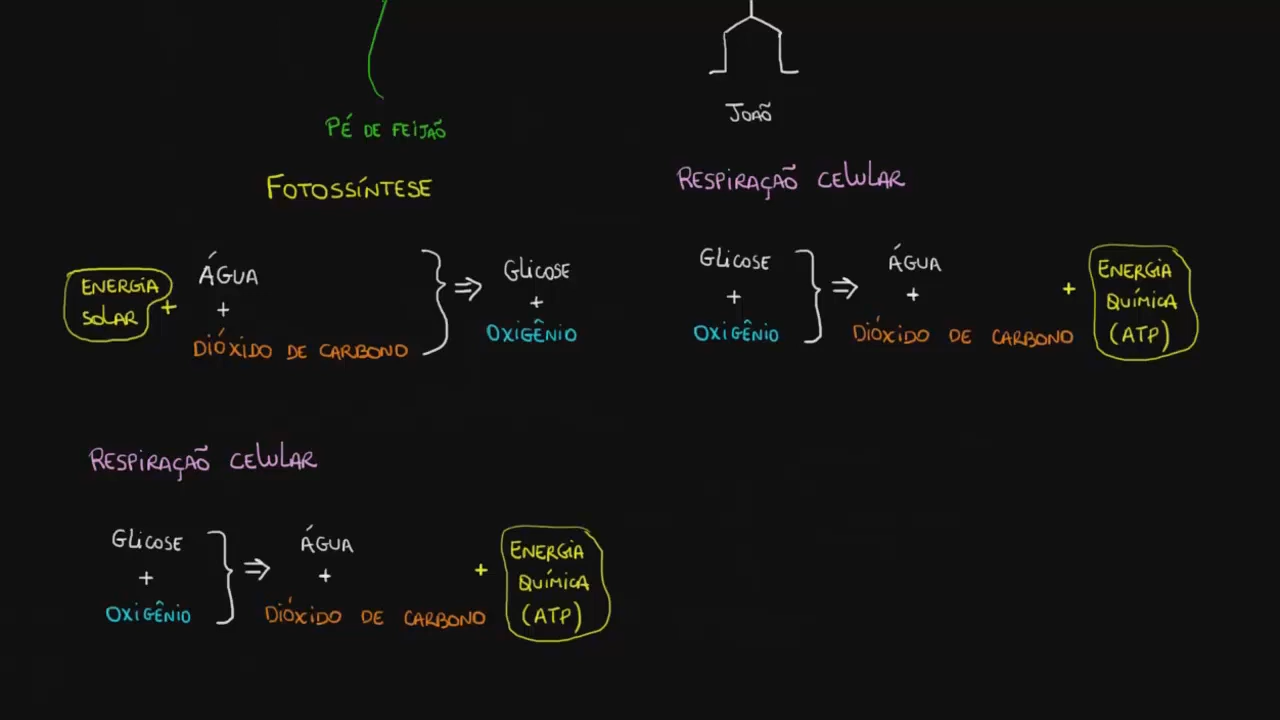 PÉ DE FEIJÃO
FOTOSSÍNTESE
ENERGIA
SOLAR
+
ÁGUA
+
DIÓXIDO DE CARBONO
⇒
GLICOSE
+
OXIGÊNIO
JOÃO
RESPIRAÇÃO CELULAR
GLICOSE
+
OXIGÊNIO
⇒
ÁGUA
+
DIÓXIDO DE CARBONO
+
ENERGIA
QUÍMICA
(ATP)
RESPIRAÇÃO CELULAR
GLICOSE
+
OXIGÊNIO
⇒
ÁGUA
+
DIÓXIDO DE CARBONO
+
ENERGIA
QUÍMICA
(ATP)